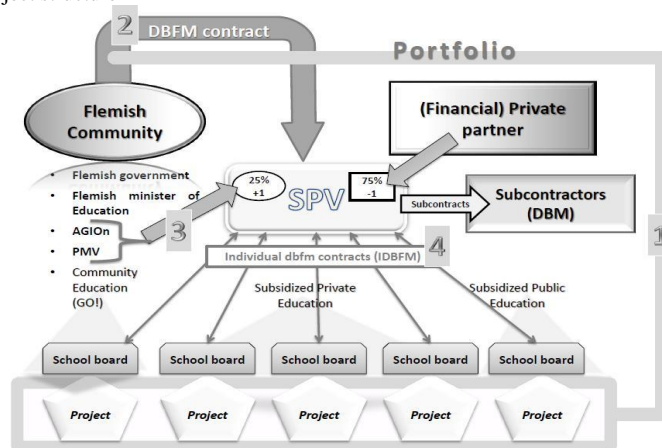 2
DBFM contract
Portfolio
Flemish
Community
(Financial) Private
partner
• Flemish government
• Flemish minister of
Education
• AGIOn
• PMV
• Community
Education
(GO!)
3
25%
+1
SPV
75%
-1
Subcontracts
Subcontractors
(DBM)
1
Individual dbfm contracts (IDBFM)
4
Subsidized Private
Education
Subsidized Public
Education
School board
School board
School board
School board
School board
Project
Project
Project
Project
Project